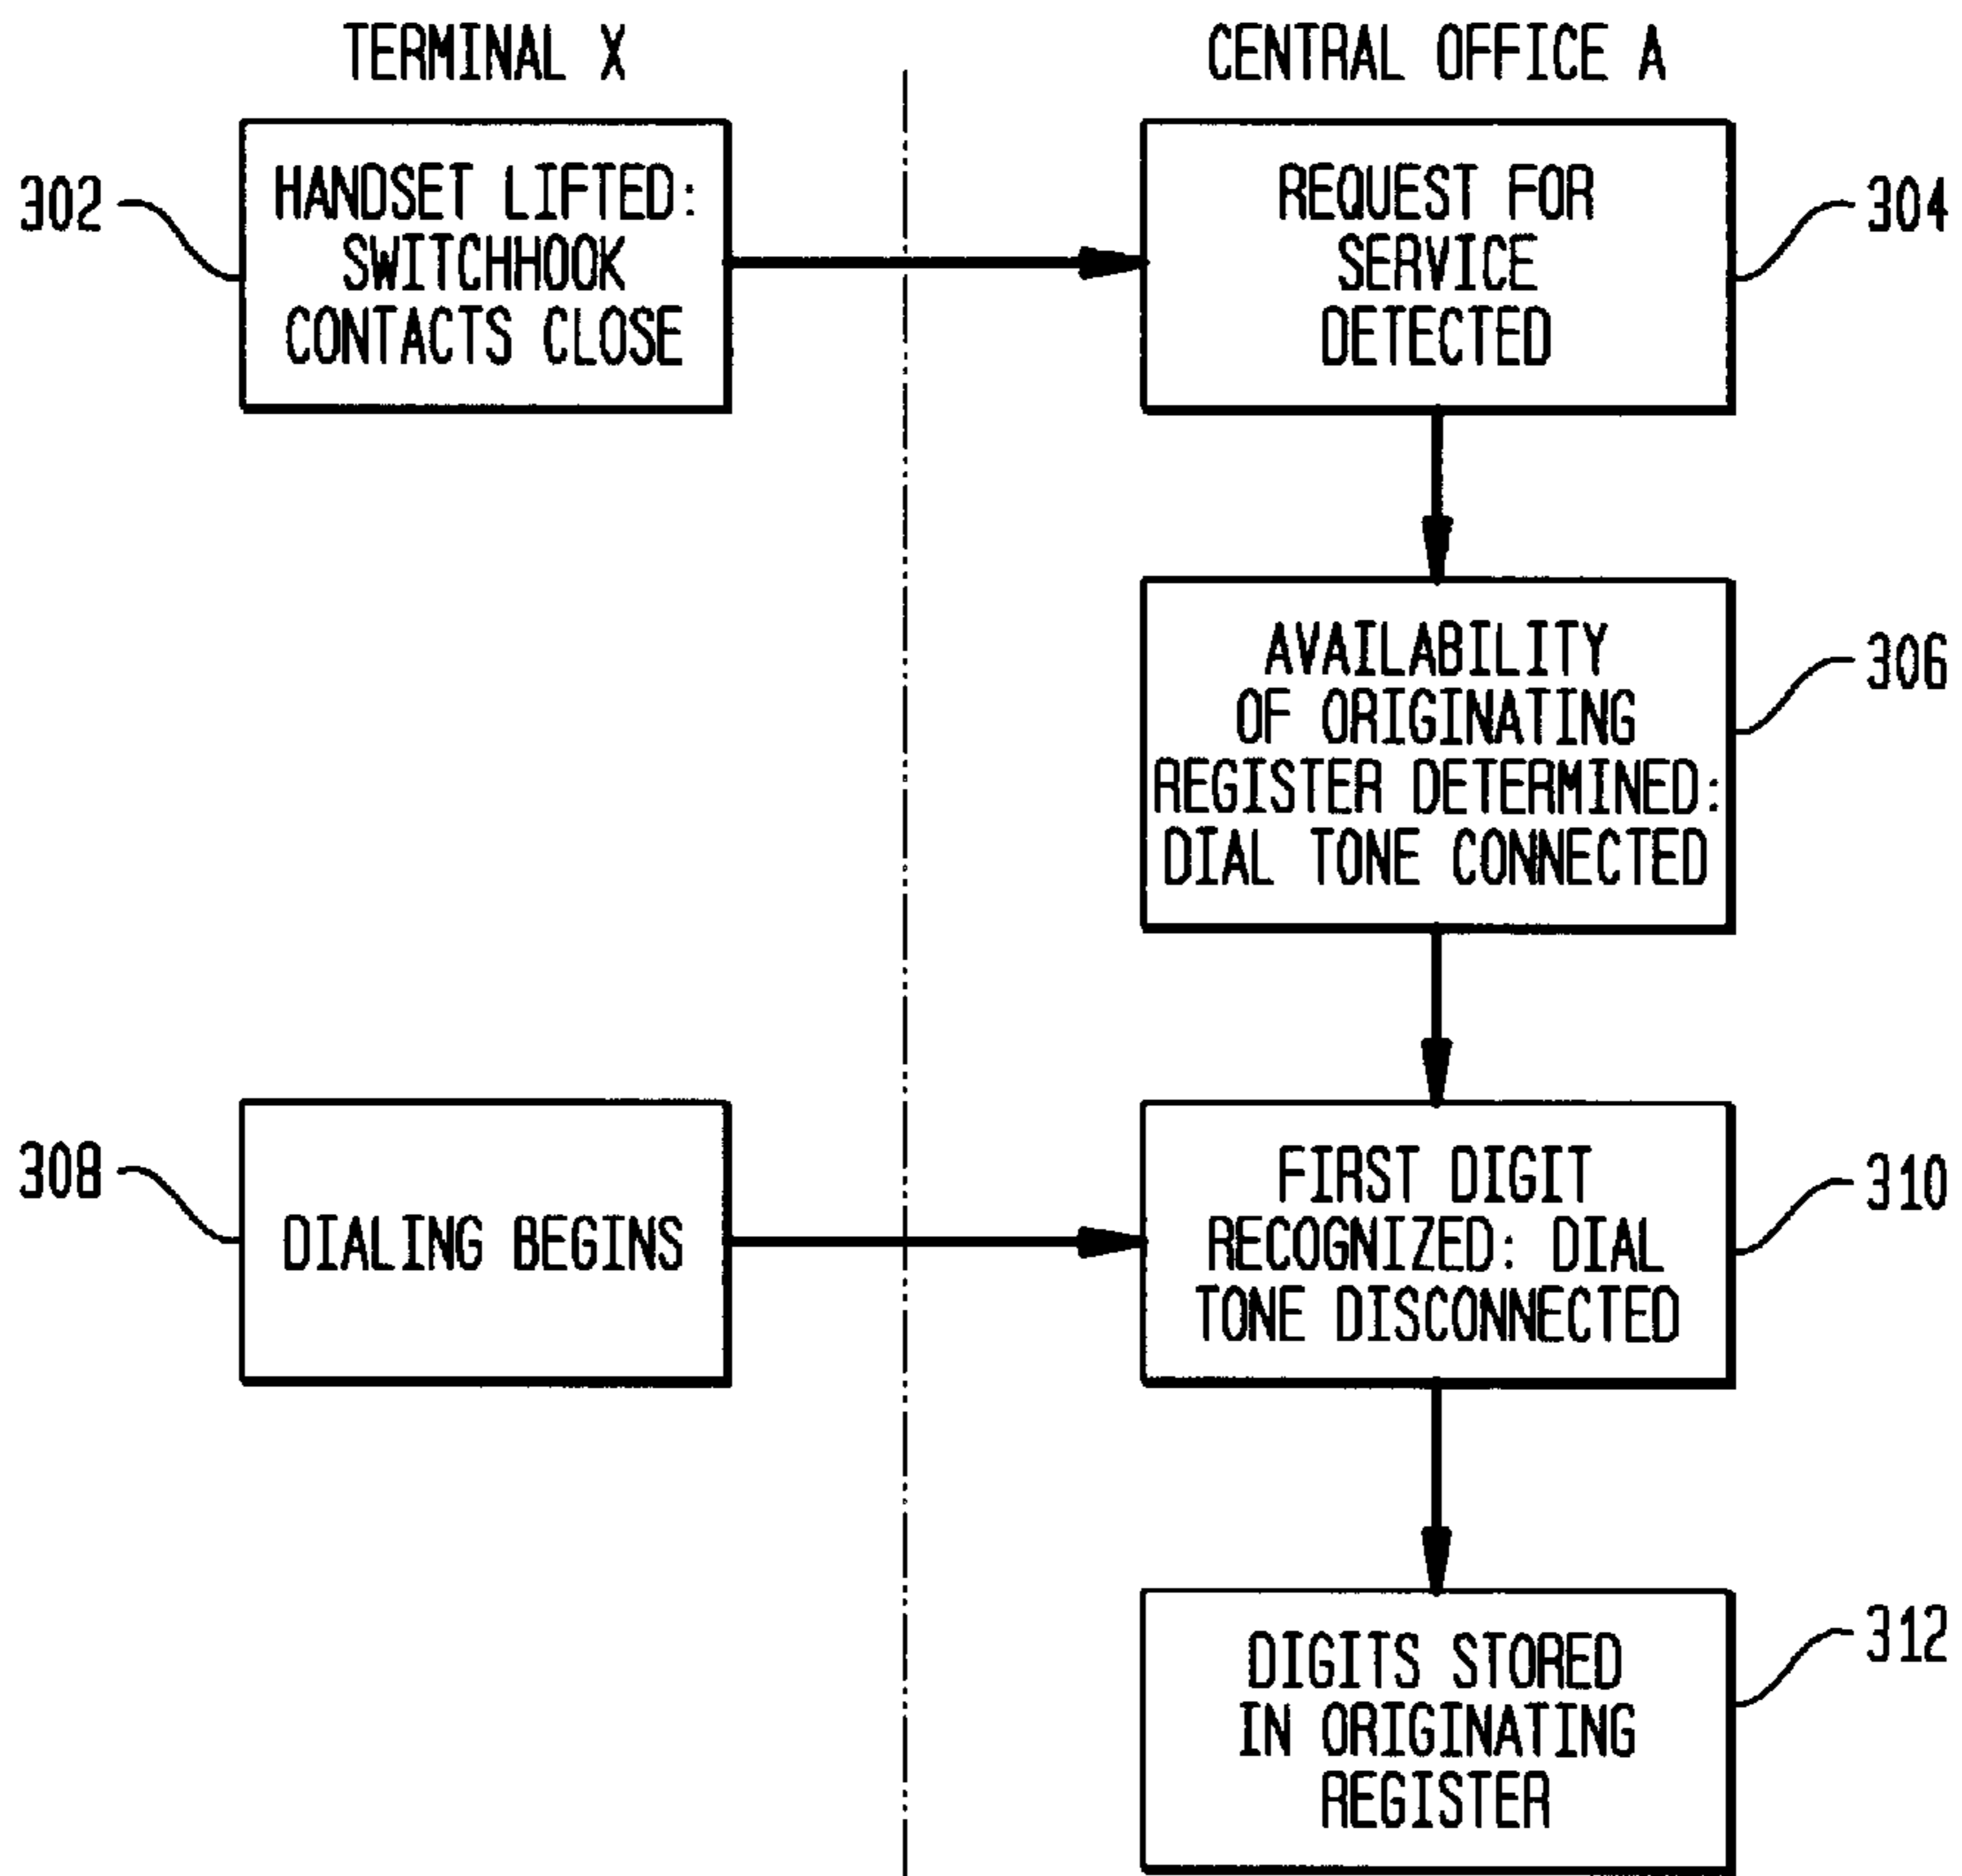 TERMINAL X
CENTRAL OFFICE A
302
HANDSET LIFTED:
SWITCHHOOK
CONTACTS CLOSE
REQUEST FOR
SERVICE
DETECTED
304
AVAILABILITY
OF ORIGINATING
REGISTER DETERMINED:
DIAL TONE CONNECTED
306
308
DIALING BEGINS
FIRST DIGIT
RECOGNIZED: DIAL
TONE DISCONNECTED
310
DIGITS STORED
IN ORIGINATING
REGISTER
312